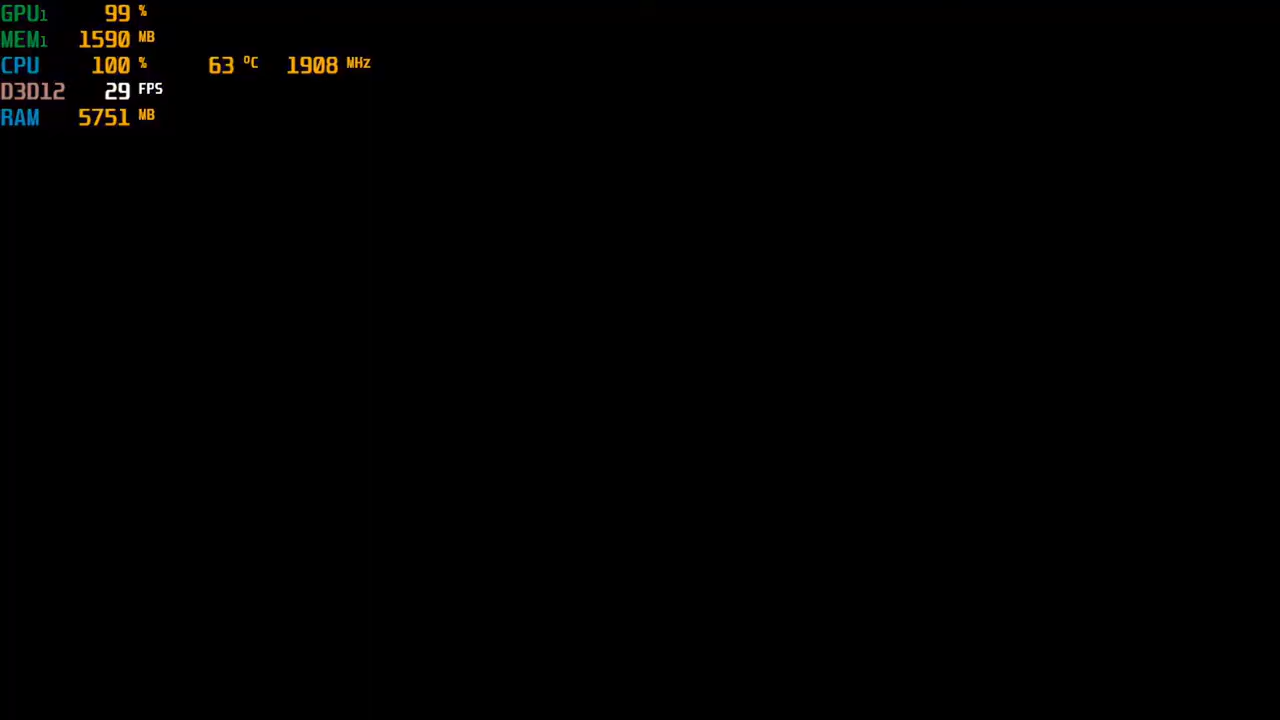 GPU1 99 %
MEM1 1590 MB
CPU 100 % 63 °C 1908 MHz
D3D12 29 FPS
RAM 5751 MB